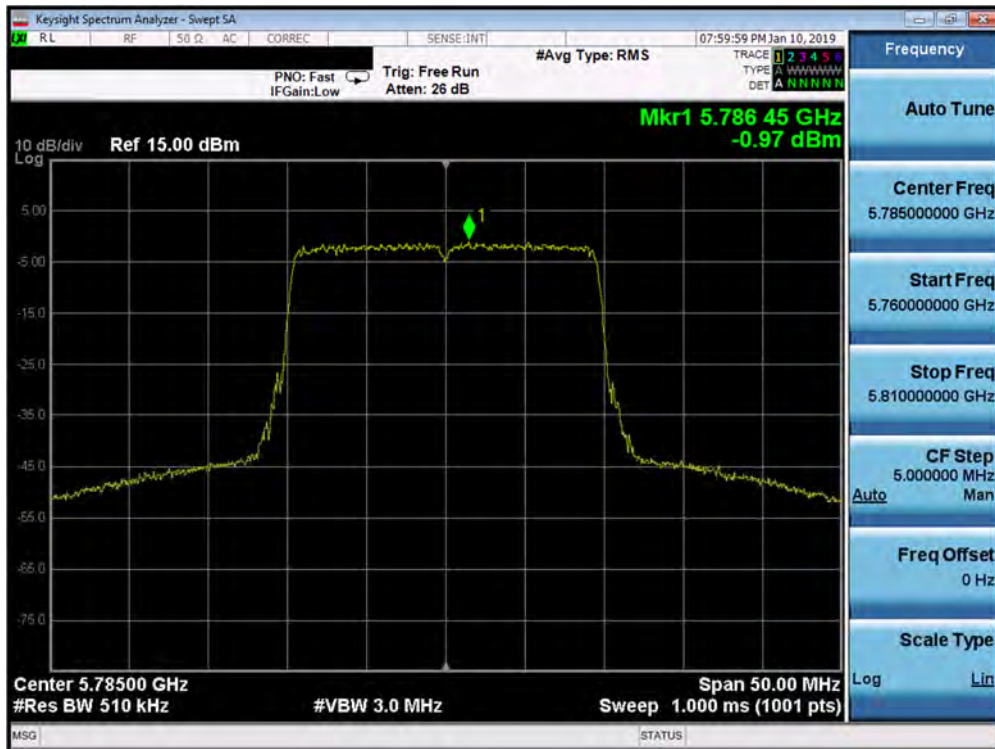 Keysight Spectrum Analyzer - Swept SA
LXI RL RF 50 Ω AC CORREC SENSE:INT 07:59:59 PM Jan 10, 2019
#Avg Type: RMS
TRACE 1 2 3 4 5 6
PNO: Fast Trig: Free Run
TYPE A WWWWW
IFGain:Low Atten: 26 dB
DET A N N N N N
Mkr1 5.786 45 GHz
-0.97 dBm
10 dB/div Ref 15.00 dBm
Log
1
5.00
-5.00
-15.0
-25.0
-35.0
-45.0
-55.0
-65.0
-75.0
Center 5.78500 GHz Span 50.00 MHz
#Res BW 510 kHz #VBW 3.0 MHz Sweep 1.000 ms (1001 pts)
MSG STATUS
Frequency
Auto Tune
Center Freq
5.785000000 GHz
Start Freq
5.760000000 GHz
Stop Freq
5.810000000 GHz
CF Step
5.000000 MHz
Auto Man
Freq Offset
0 Hz
Scale Type
Log Lin